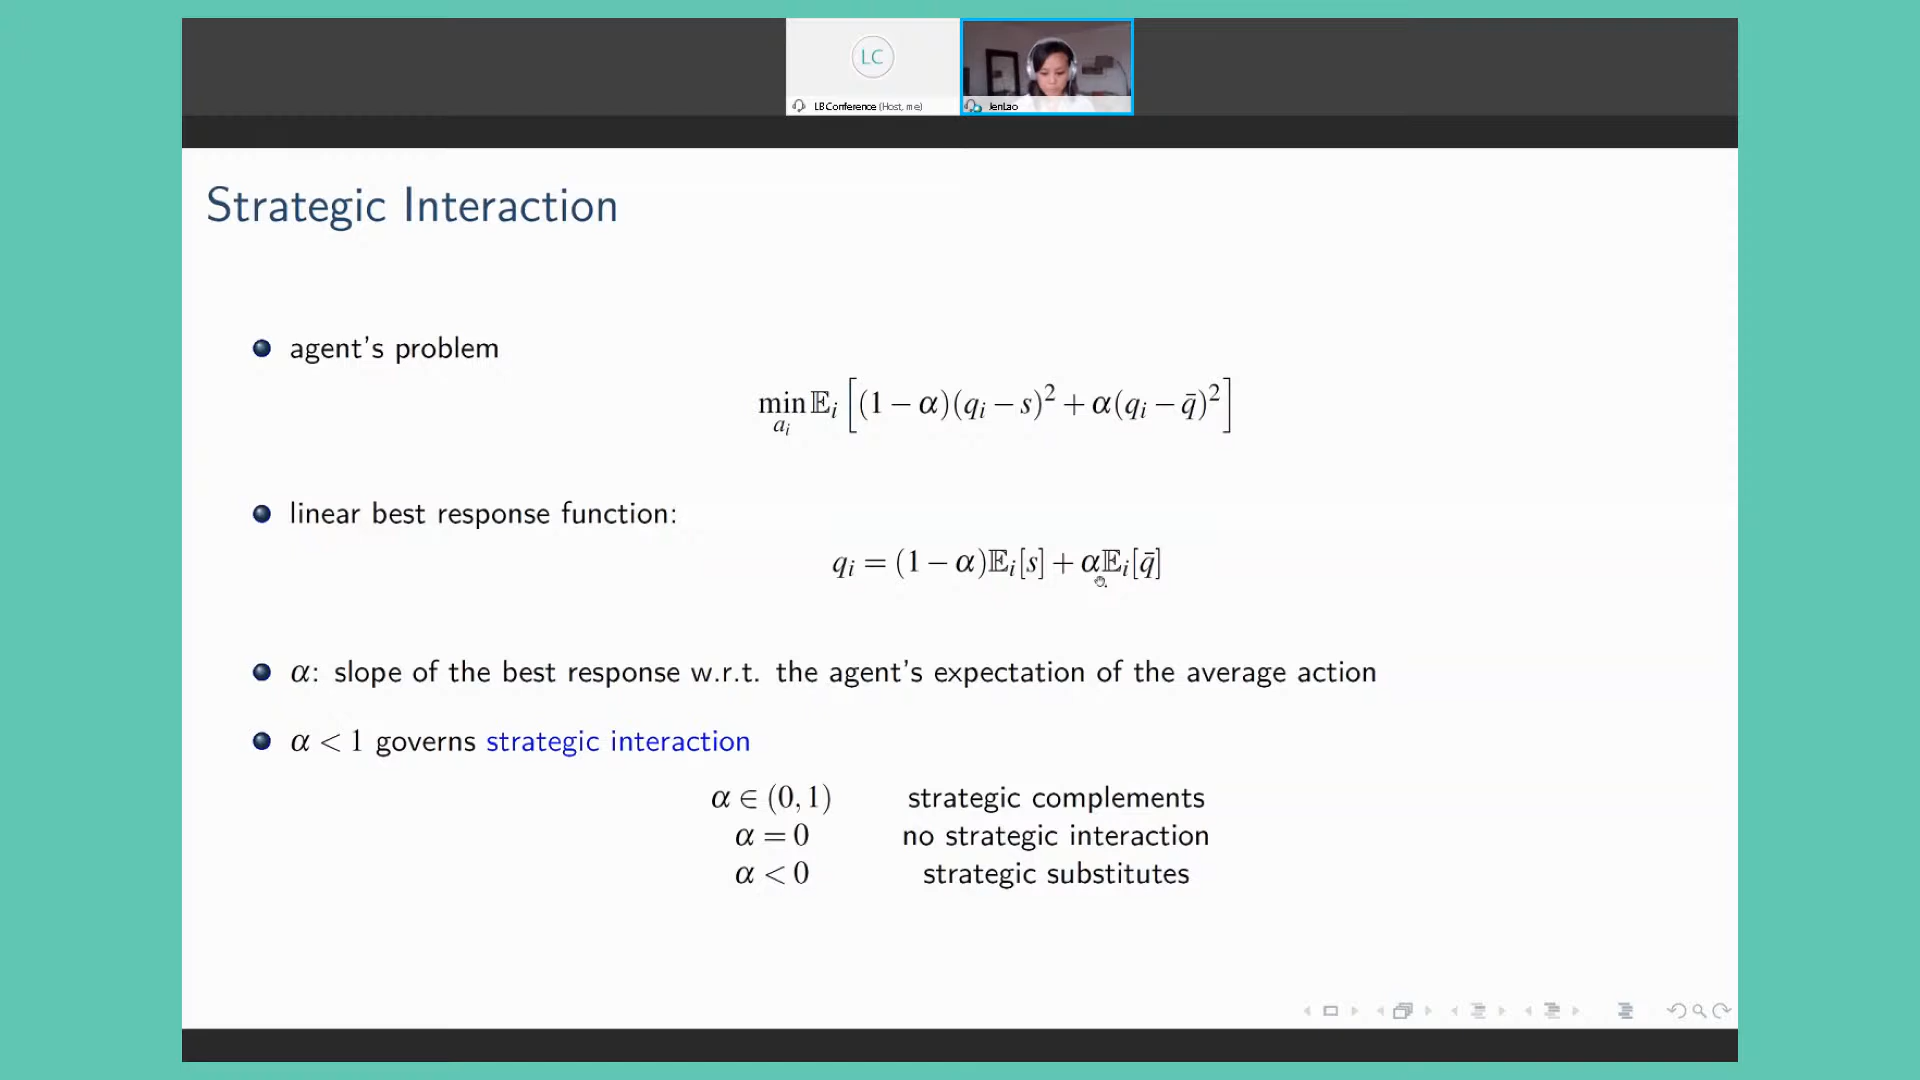 LC
LBConference (Host, me)
JenLao
Strategic Interaction
agent's problem
min E_i [(1 − α)(q_i − s)² + α(q_i − q̄)²]
a_i
linear best response function:
q_i = (1 − α)E_i[s] + αE_i[q̄]
α: slope of the best response w.r.t. the agent's expectation of the average action
α < 1 governs strategic interaction
α ∈ (0, 1) strategic complements
α = 0 no strategic interaction
α < 0 strategic substitutes